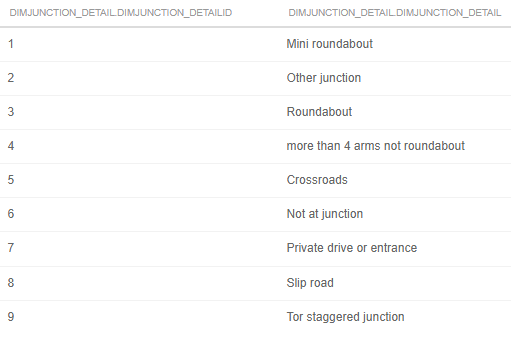 DIMJUNCTION_DETAIL.DIMJUNCTION_DETAILID DIMJUNCTION_DETAIL.DIMJUNCTION_DETAIL
1 Mini roundabout
2 Other junction
3 Roundabout
4 more than 4 arms not roundabout
5 Crossroads
6 Not at junction
7 Private drive or entrance
8 Slip road
9 Tor staggered junction